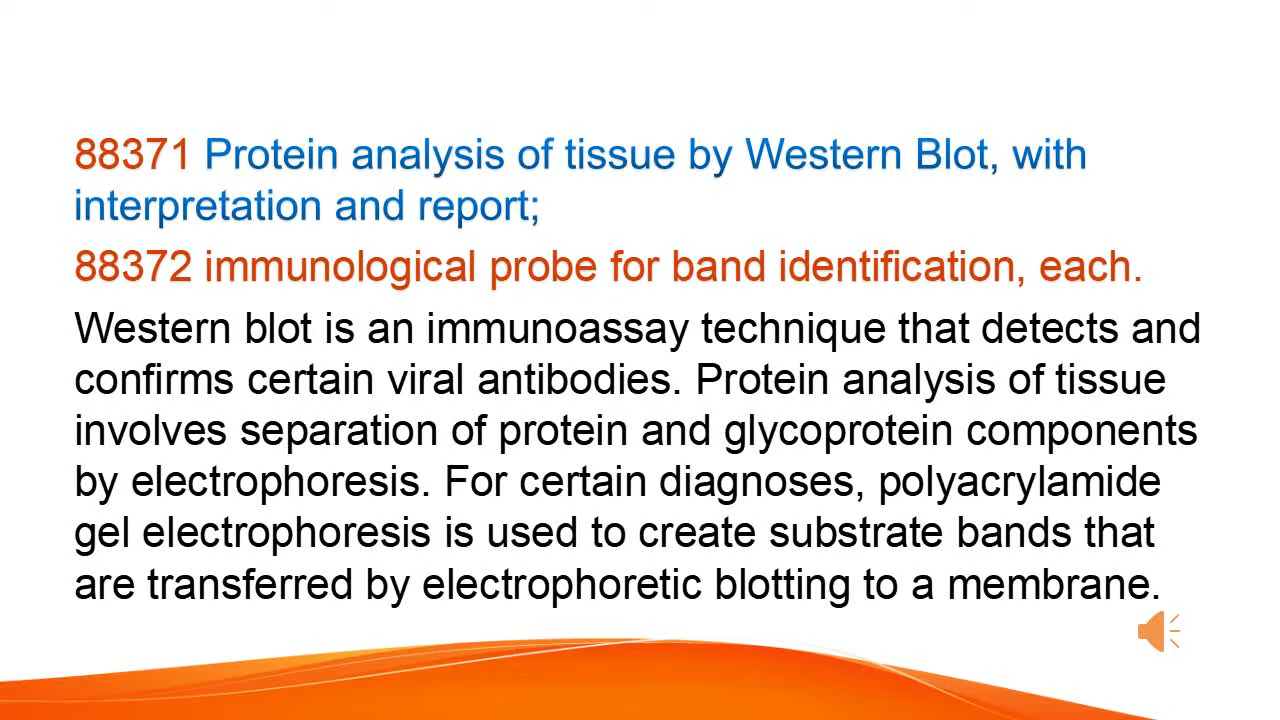 88371 Protein analysis of tissue by Western Blot, with
interpretation and report;
88372 immunological probe for band identification, each.
Western blot is an immunoassay technique that detects and
confirms certain viral antibodies. Protein analysis of tissue
involves separation of protein and glycoprotein components
by electrophoresis. For certain diagnoses, polyacrylamide
gel electrophoresis is used to create substrate bands that
are transferred by electrophoretic blotting to a membrane.